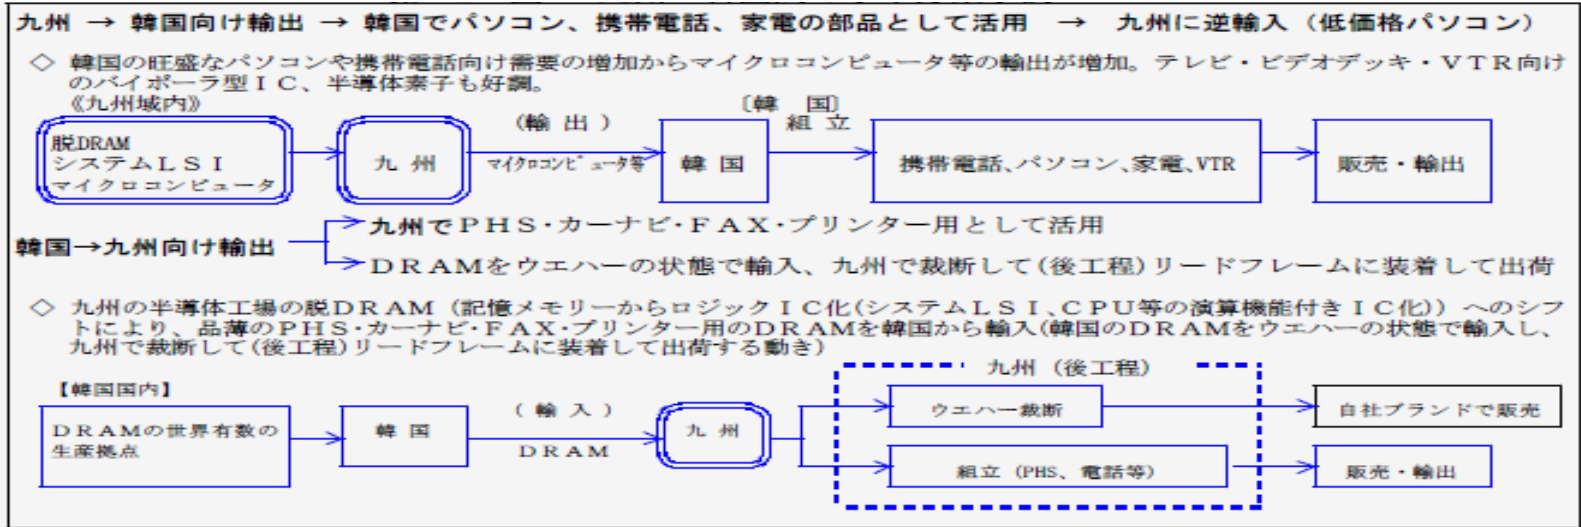 九州 → 韓国向け輸出 → 韓国でパソコン、携帯電話、家電の部品として活用 → 九州に逆輸入（低価格パソコン）
◇ 韓国の旺盛なパソコンや携帯電話向け需要の増加からマイクロコンピュータ等の輸出が増加。テレビ・ビデオデッキ・ＶＴＲ向け
のバイポーラ型ＩＣ、半導体素子も好調。
《九州域内》
〔韓 国〕
脱DRAM
システムＬＳＩ
マイクロコンピュータ
九 州
(輸 出 )
マイクロコンピュータ等
韓 国
組 立
携帯電話、パソコン、家電、VTR
販売・輸出
韓国→九州向け輸出
九州でＰＨＳ・カーナビ・ＦＡＸ・プリンター用として活用
ＤＲＡＭをウエハーの状態で輸入、九州で裁断して(後工程)リードフレームに装着して出荷
◇ 九州の半導体工場の脱ＤＲＡＭ（記憶メモリーからロジックＩＣ化(システムＬＳＩ、ＣＰＵ等の演算機能付きＩＣ化)）へのシフ
トにより、品薄のＰＨＳ・カーナビ・ＦＡＸ・プリンター用のＤＲＡＭを韓国から輸入(韓国のＤＲＡＭをウエハーの状態で輸入し、
九州で裁断して(後工程)リードフレームに装着して出荷する動き)
【韓国国内】
九州（後工程）
ＤＲＡＭの世界有数の
生産拠点
韓 国
( 輸 入 )
ＤＲＡＭ
九 州
ウエハー裁断
自社ブランドで販売
組立（PHS、電話等）
販売・輸出